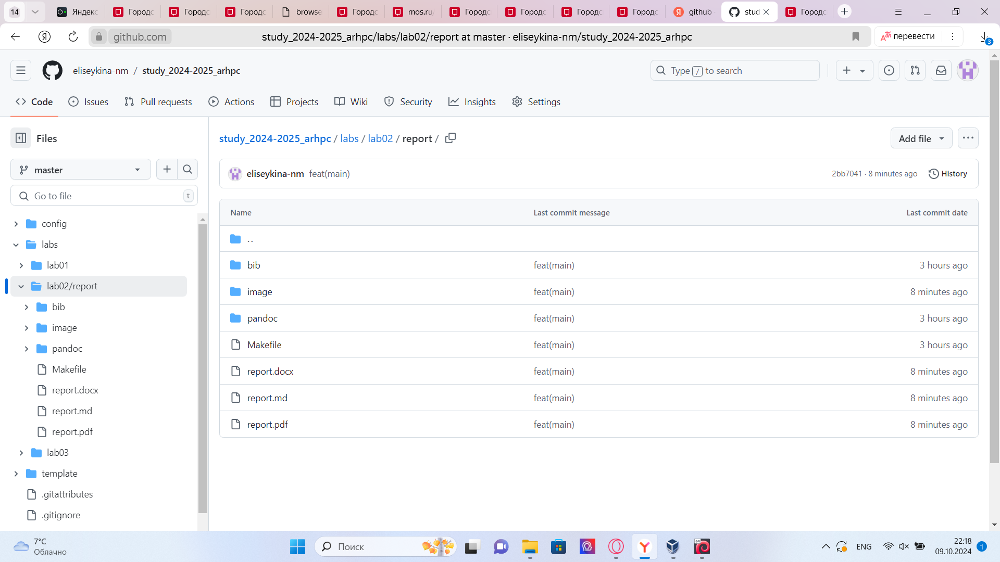 14
Яндекс
Городс
Городс
Городс
browse
Городс
mos.ru/
Городс
Городс
Городс
Городс
github
stud
Городс
github.com
study_2024-2025_arhpc/labs/lab02/report at master · eliseykina-nm/study_2024-2025_arhpc
перевести
3
eliseykina-nm / study_2024-2025_arhpc
Type / to search
Code
Issues
Pull requests
Actions
Projects
Wiki
Security
Insights
Settings
Files
master
Go to file
t
config
labs
lab01
lab02/report
bib
image
pandoc
Makefile
report.docx
report.md
report.pdf
lab03
template
.gitattributes
.gitignore
study_2024-2025_arhpc / labs / lab02 / report /
Add file
eliseykina-nm feat(main)
2bb7041 · 8 minutes ago
History
Name Last commit message Last commit date
..
bib feat(main) 3 hours ago
image feat(main) 8 minutes ago
pandoc feat(main) 3 hours ago
Makefile feat(main) 3 hours ago
report.docx feat(main) 8 minutes ago
report.md feat(main) 8 minutes ago
report.pdf feat(main) 8 minutes ago
7°C
Облачно
Поиск
64
ENG
22:18
09.10.2024
1